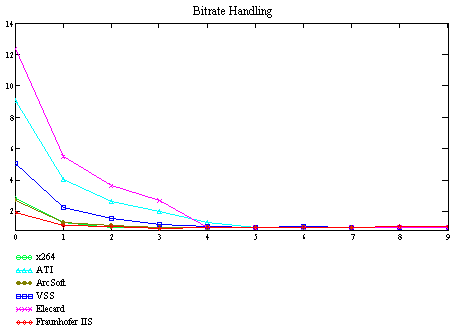 Bitrate Handling
14
12
10
8
6
4
2
0 1 2 3 4 5 6 7 8 9
x264
ATI
ArcSoft
VSS
Elecard
Fraunhofer IIS